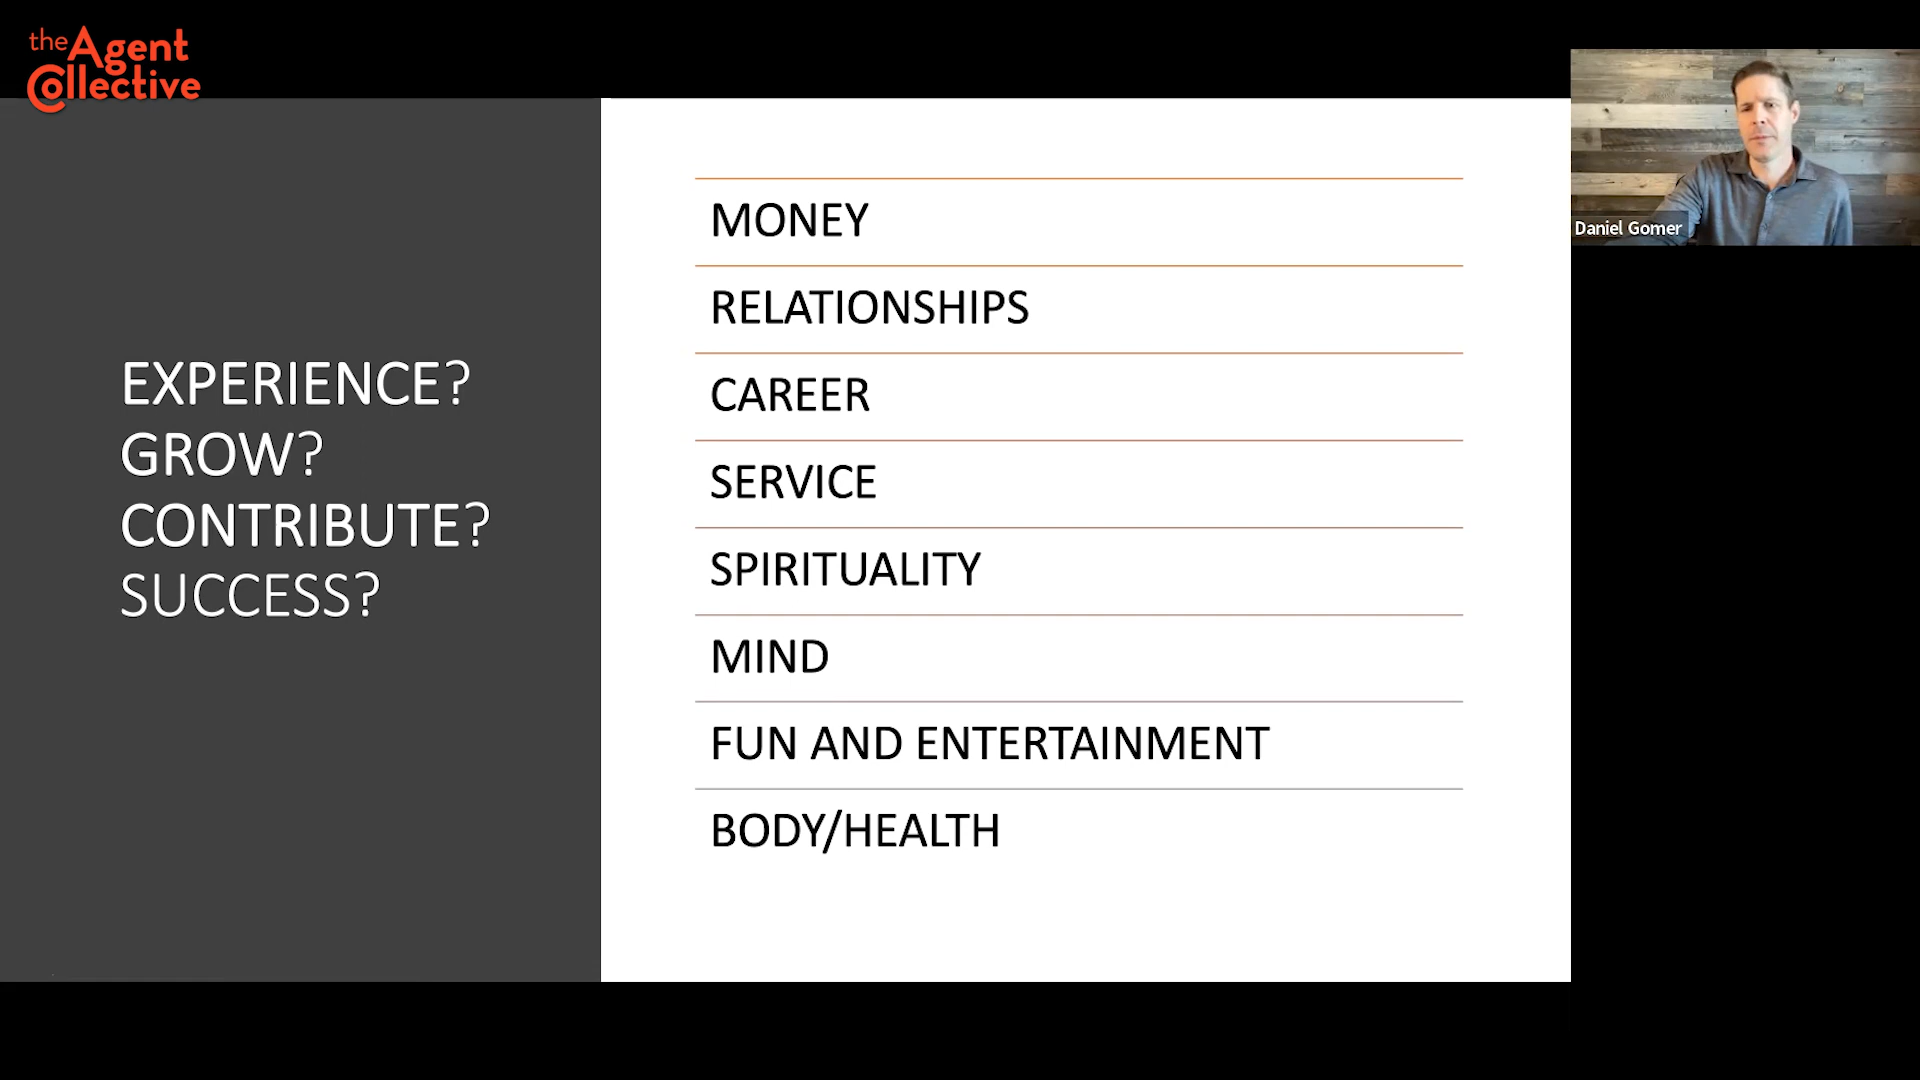 the Agent
Collective
EXPERIENCE?
GROW?
CONTRIBUTE?
SUCCESS?
MONEY
RELATIONSHIPS
CAREER
SERVICE
SPIRITUALITY
MIND
FUN AND ENTERTAINMENT
BODY/HEALTH
Daniel Gomer